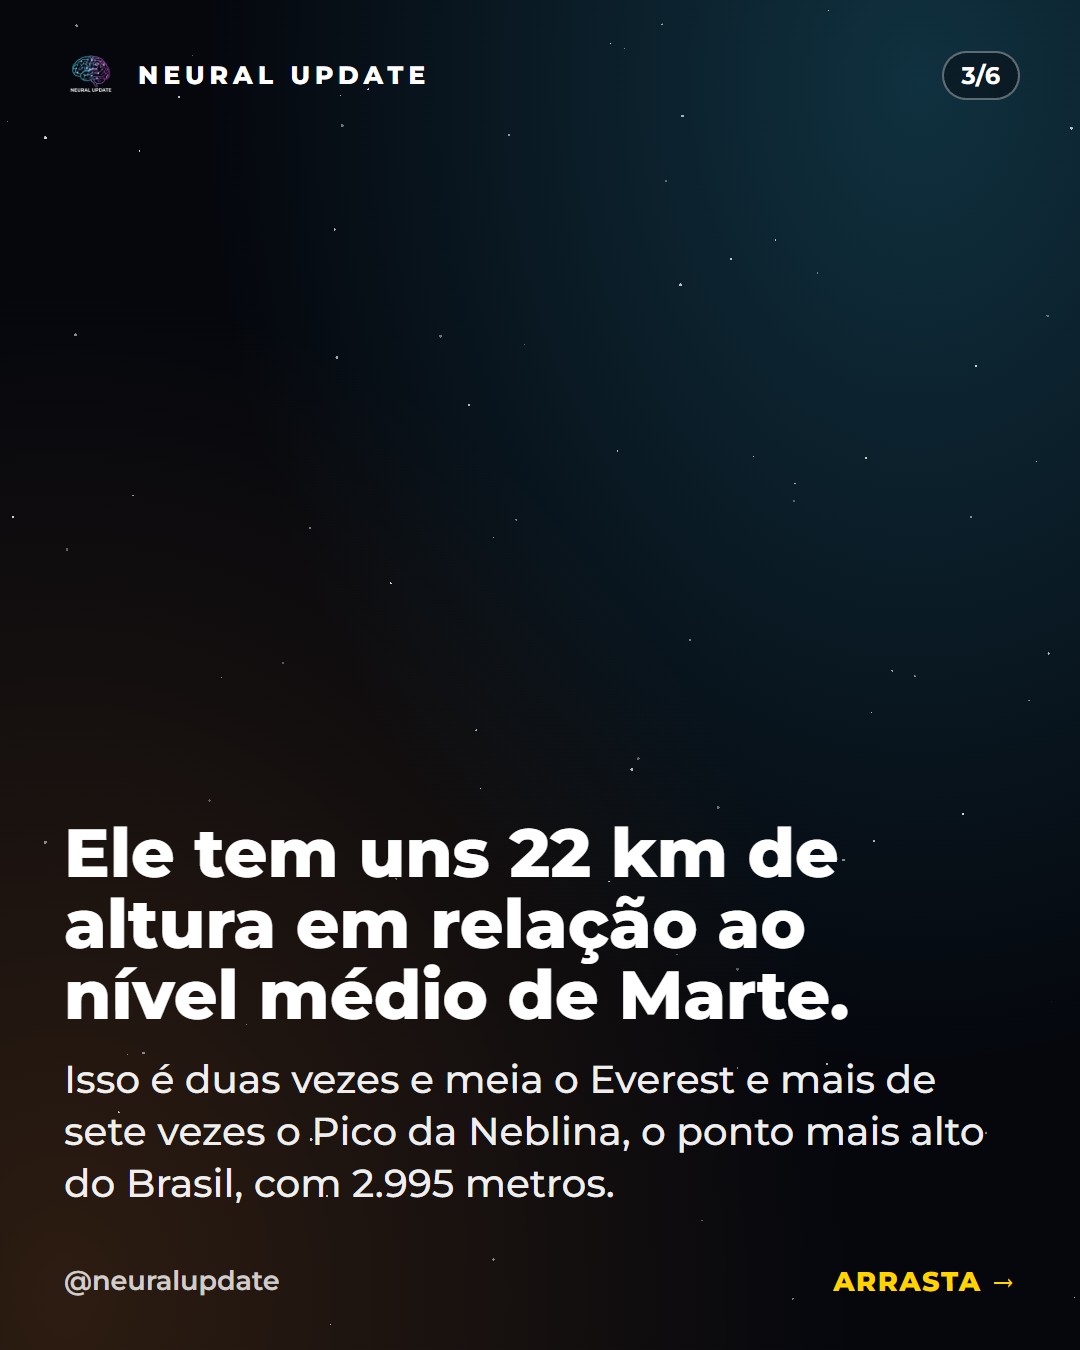 NEURAL UPDATE
NEURAL UPDATE
3/6
Ele tem uns 22 km de
altura em relação ao
nível médio de Marte.
Isso é duas vezes e meia o Everest e mais de
sete vezes o Pico da Neblina, o ponto mais alto
do Brasil, com 2.995 metros.
@neuralupdate
ARRASTA →